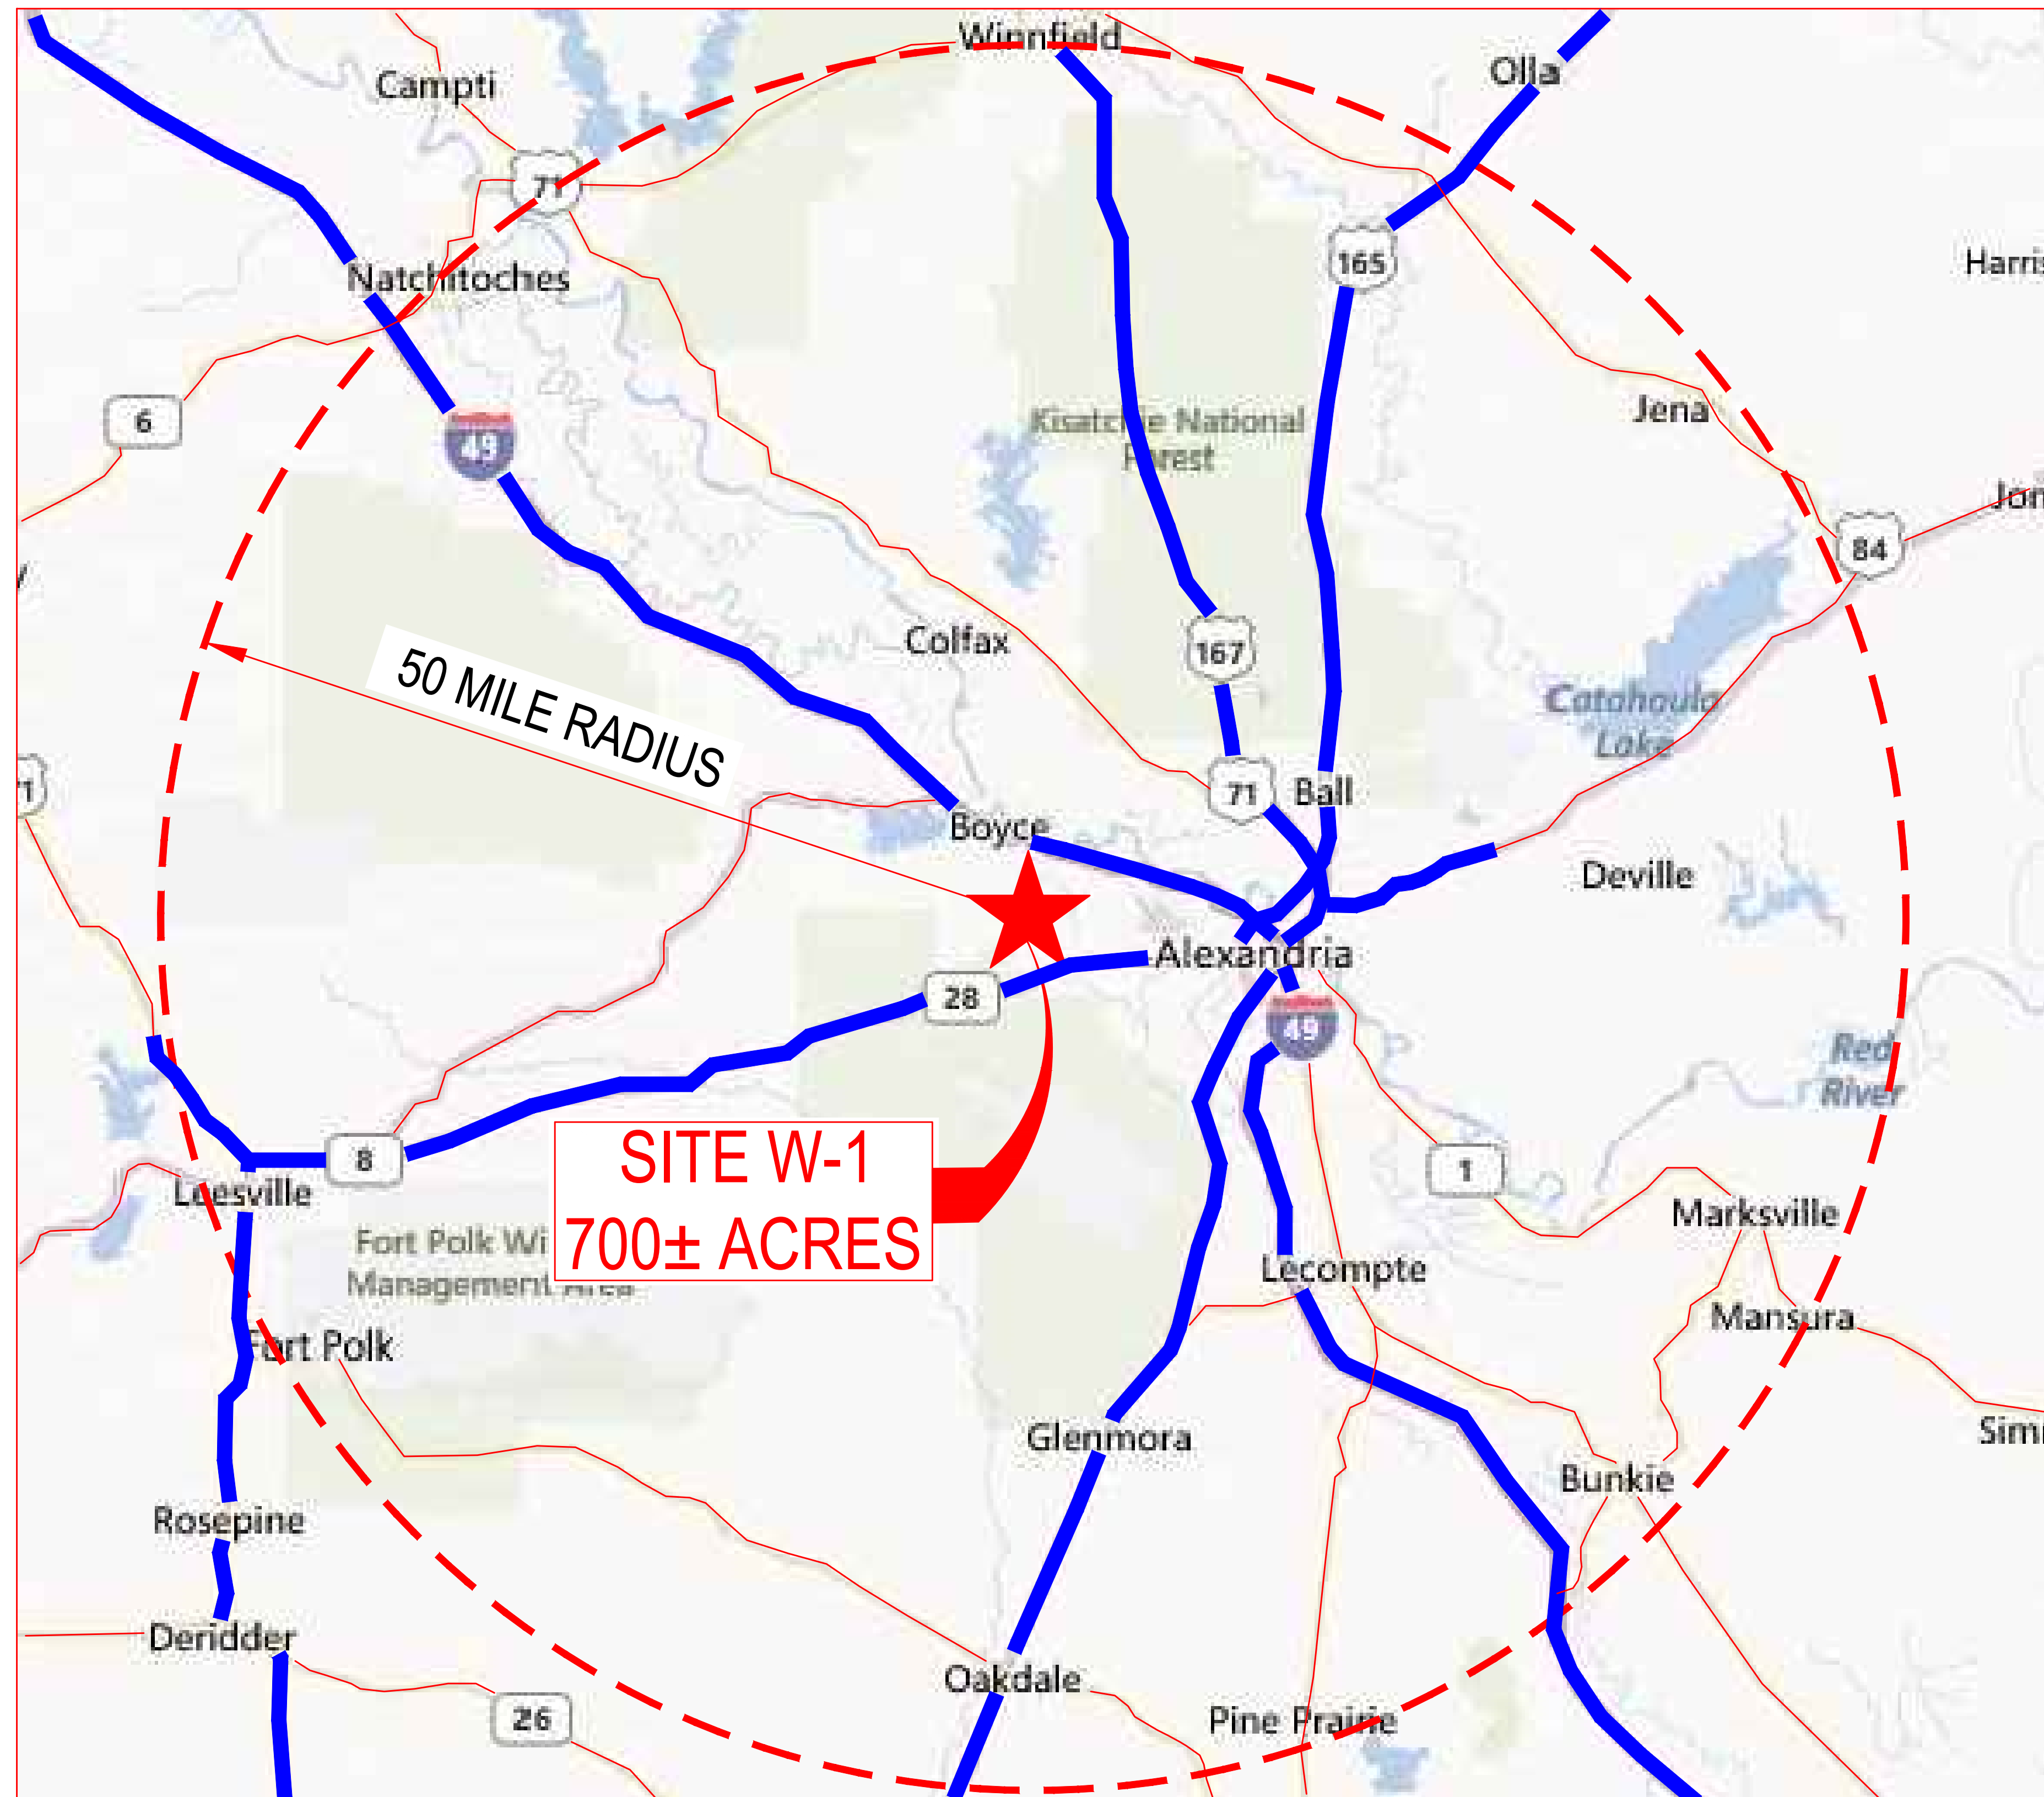 Winnfield
Olla
Campti
71
Natchitoches
165
Harris
6
49
Kisatchie National
Forest
Jena
Jon
84
y
Colfax
167
50 MILE RADIUS
Catahoula
Lake
71
Ball
Boyce
Deville
Alexandria
28
49
Red
River
SITE W-1
700± ACRES
8
1
Leesville
Marksville
Fort Polk Wi
Management Area
Lecompte
Mansura
Fort Polk
Glenmora
Sim
Bunkie
Rosepine
Deridder
Oakdale
26
Pine Prairie